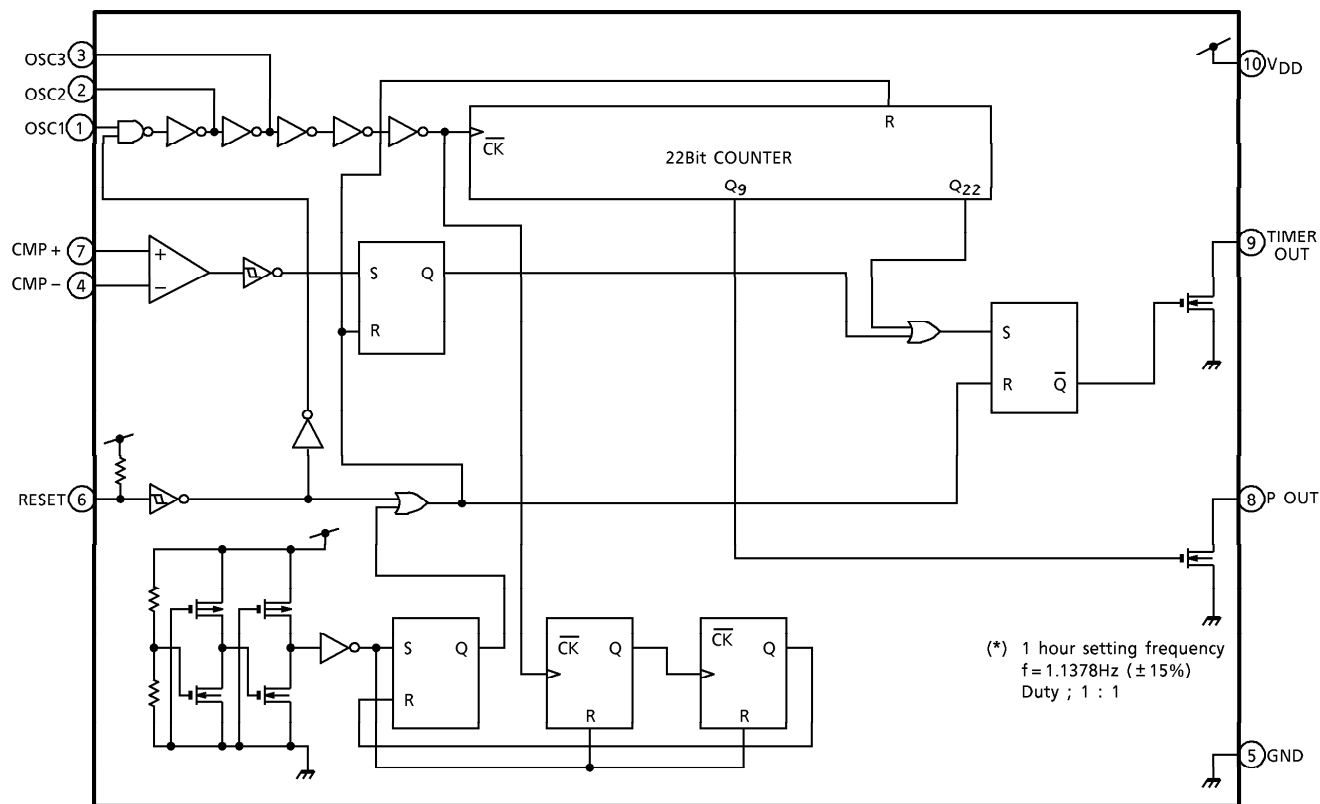 OSC3 3
OSC2 2
OSC1 1
10 VDD
R
CK
22Bit COUNTER
Q9
Q22
CMP + 7
CMP − 4
+
−
S Q
R
9 TIMER
OUT
S
R Q
RESET 6
8 P OUT
S Q
R
CK Q
R
CK Q
R
(*) 1 hour setting frequency
f = 1.1378Hz (±15%)
Duty ; 1 : 1
5 GND